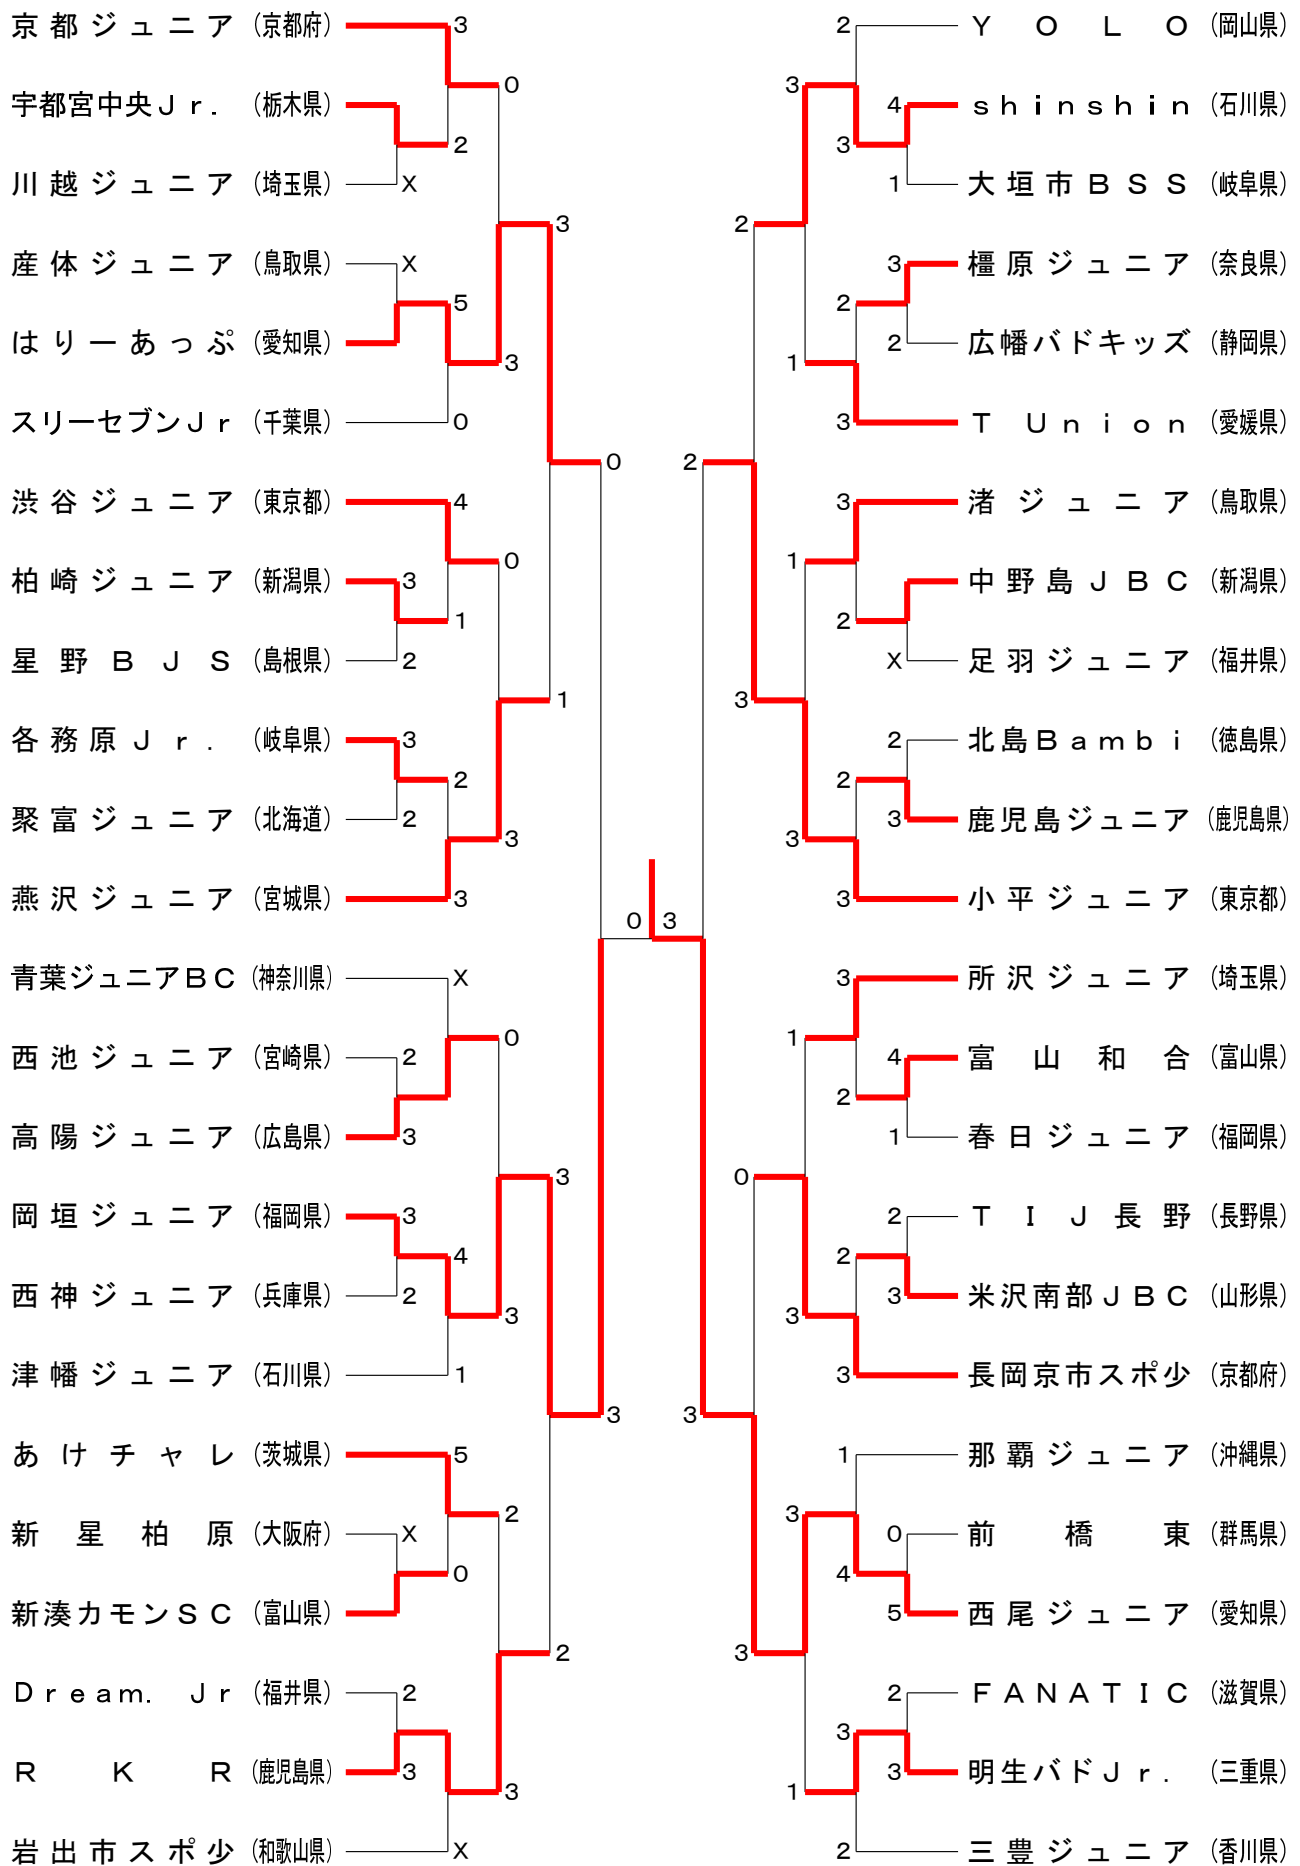 京都ジュニア (京都府) 3
0
宇都宮中央Ｊｒ. (栃木県)
2
川越ジュニア (埼玉県) X
3
産体ジュニア (鳥取県) X
5
はりーあっぷ (愛知県)
3
スリーセブンＪｒ (千葉県) 0
0
渋谷ジュニア (東京都) 4
0
柏崎ジュニア (新潟県) 3
1
星野ＢＪＳ (島根県) 2
1
各務原Ｊｒ. (岐阜県) 3
2
聚富ジュニア (北海道) 2
3
燕沢ジュニア (宮城県) 3
0 3
青葉ジュニアＢＣ (神奈川県) X
0
西池ジュニア (宮崎県) 2
高陽ジュニア (広島県) 3
3
岡垣ジュニア (福岡県) 3
4
西神ジュニア (兵庫県) 2
3
津幡ジュニア (石川県) 1
3
あけチャレ (茨城県) 5
2
新星柏原 (大阪府) X
0
新湊カモンＳＣ (富山県)
2
Ｄｒｅａｍ. Ｊｒ (福井県) 2
ＲＫＲ (鹿児島県) 3
3
岩出市スポ少 (和歌山県) X
2 ＹＯＬＯ (岡山県)
3
4 ｓｈｉｎｓｈｉｎ (石川県)
3
1 大垣市ＢＳＳ (岐阜県)
2
3 橿原ジュニア (奈良県)
2
2 広幡バドキッズ (静岡県)
1
3 Ｔ Ｕｎｉｏｎ (愛媛県)
2
3 渚ジュニア (鳥取県)
1
中野島ＪＢＣ (新潟県)
2
X 足羽ジュニア (福井県)
3
2 北島Ｂａｍｂｉ (徳島県)
2
3 鹿児島ジュニア (鹿児島県)
3
3 小平ジュニア (東京都)
3 所沢ジュニア (埼玉県)
1
4 富山和合 (富山県)
2
1 春日ジュニア (福岡県)
0
2 ＴＩＪ長野 (長野県)
2
3 米沢南部ＪＢＣ (山形県)
3
3 長岡京市スポ少 (京都府)
3
1 那覇ジュニア (沖縄県)
3
0 前橋東 (群馬県)
4
5 西尾ジュニア (愛知県)
3
2 ＦＡＮＡＴＩＣ (滋賀県)
3
3 明生バドＪｒ. (三重県)
1
2 三豊ジュニア (香川県)